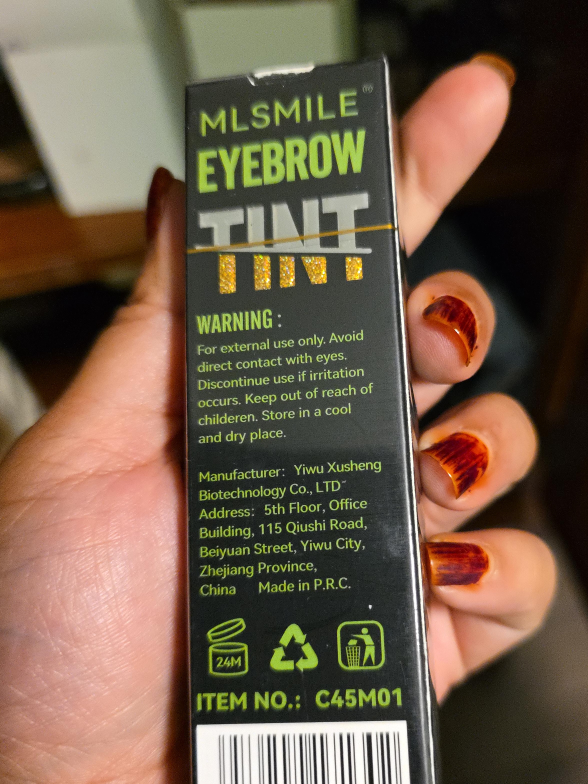 MLSMILE®
EYEBROW
TINT
WARNING :
For external use only. Avoid
direct contact with eyes.
Discontinue use if irritation
occurs. Keep out of reach of
childeren. Store in a cool
and dry place.
Manufacturer: Yiwu Xusheng
Biotechnology Co., LTD
Address: 5th Floor, Office
Building, 115 Qiushi Road,
Beiyuan Street, Yiwu City,
Zhejiang Province,
China Made in P.R.C.
24M
ITEM NO.: C45M01